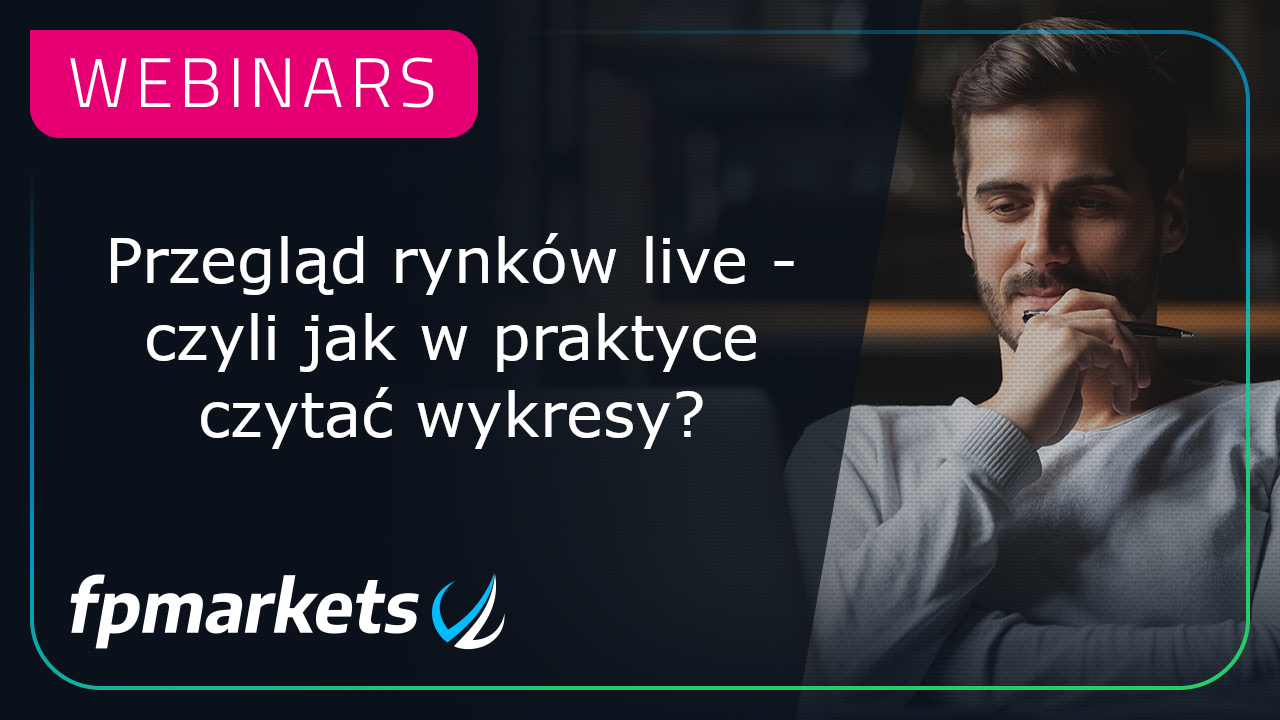 WEBINARS
Przegląd rynków live -
czyli jak w praktyce
czytać wykresy?
fpmarkets